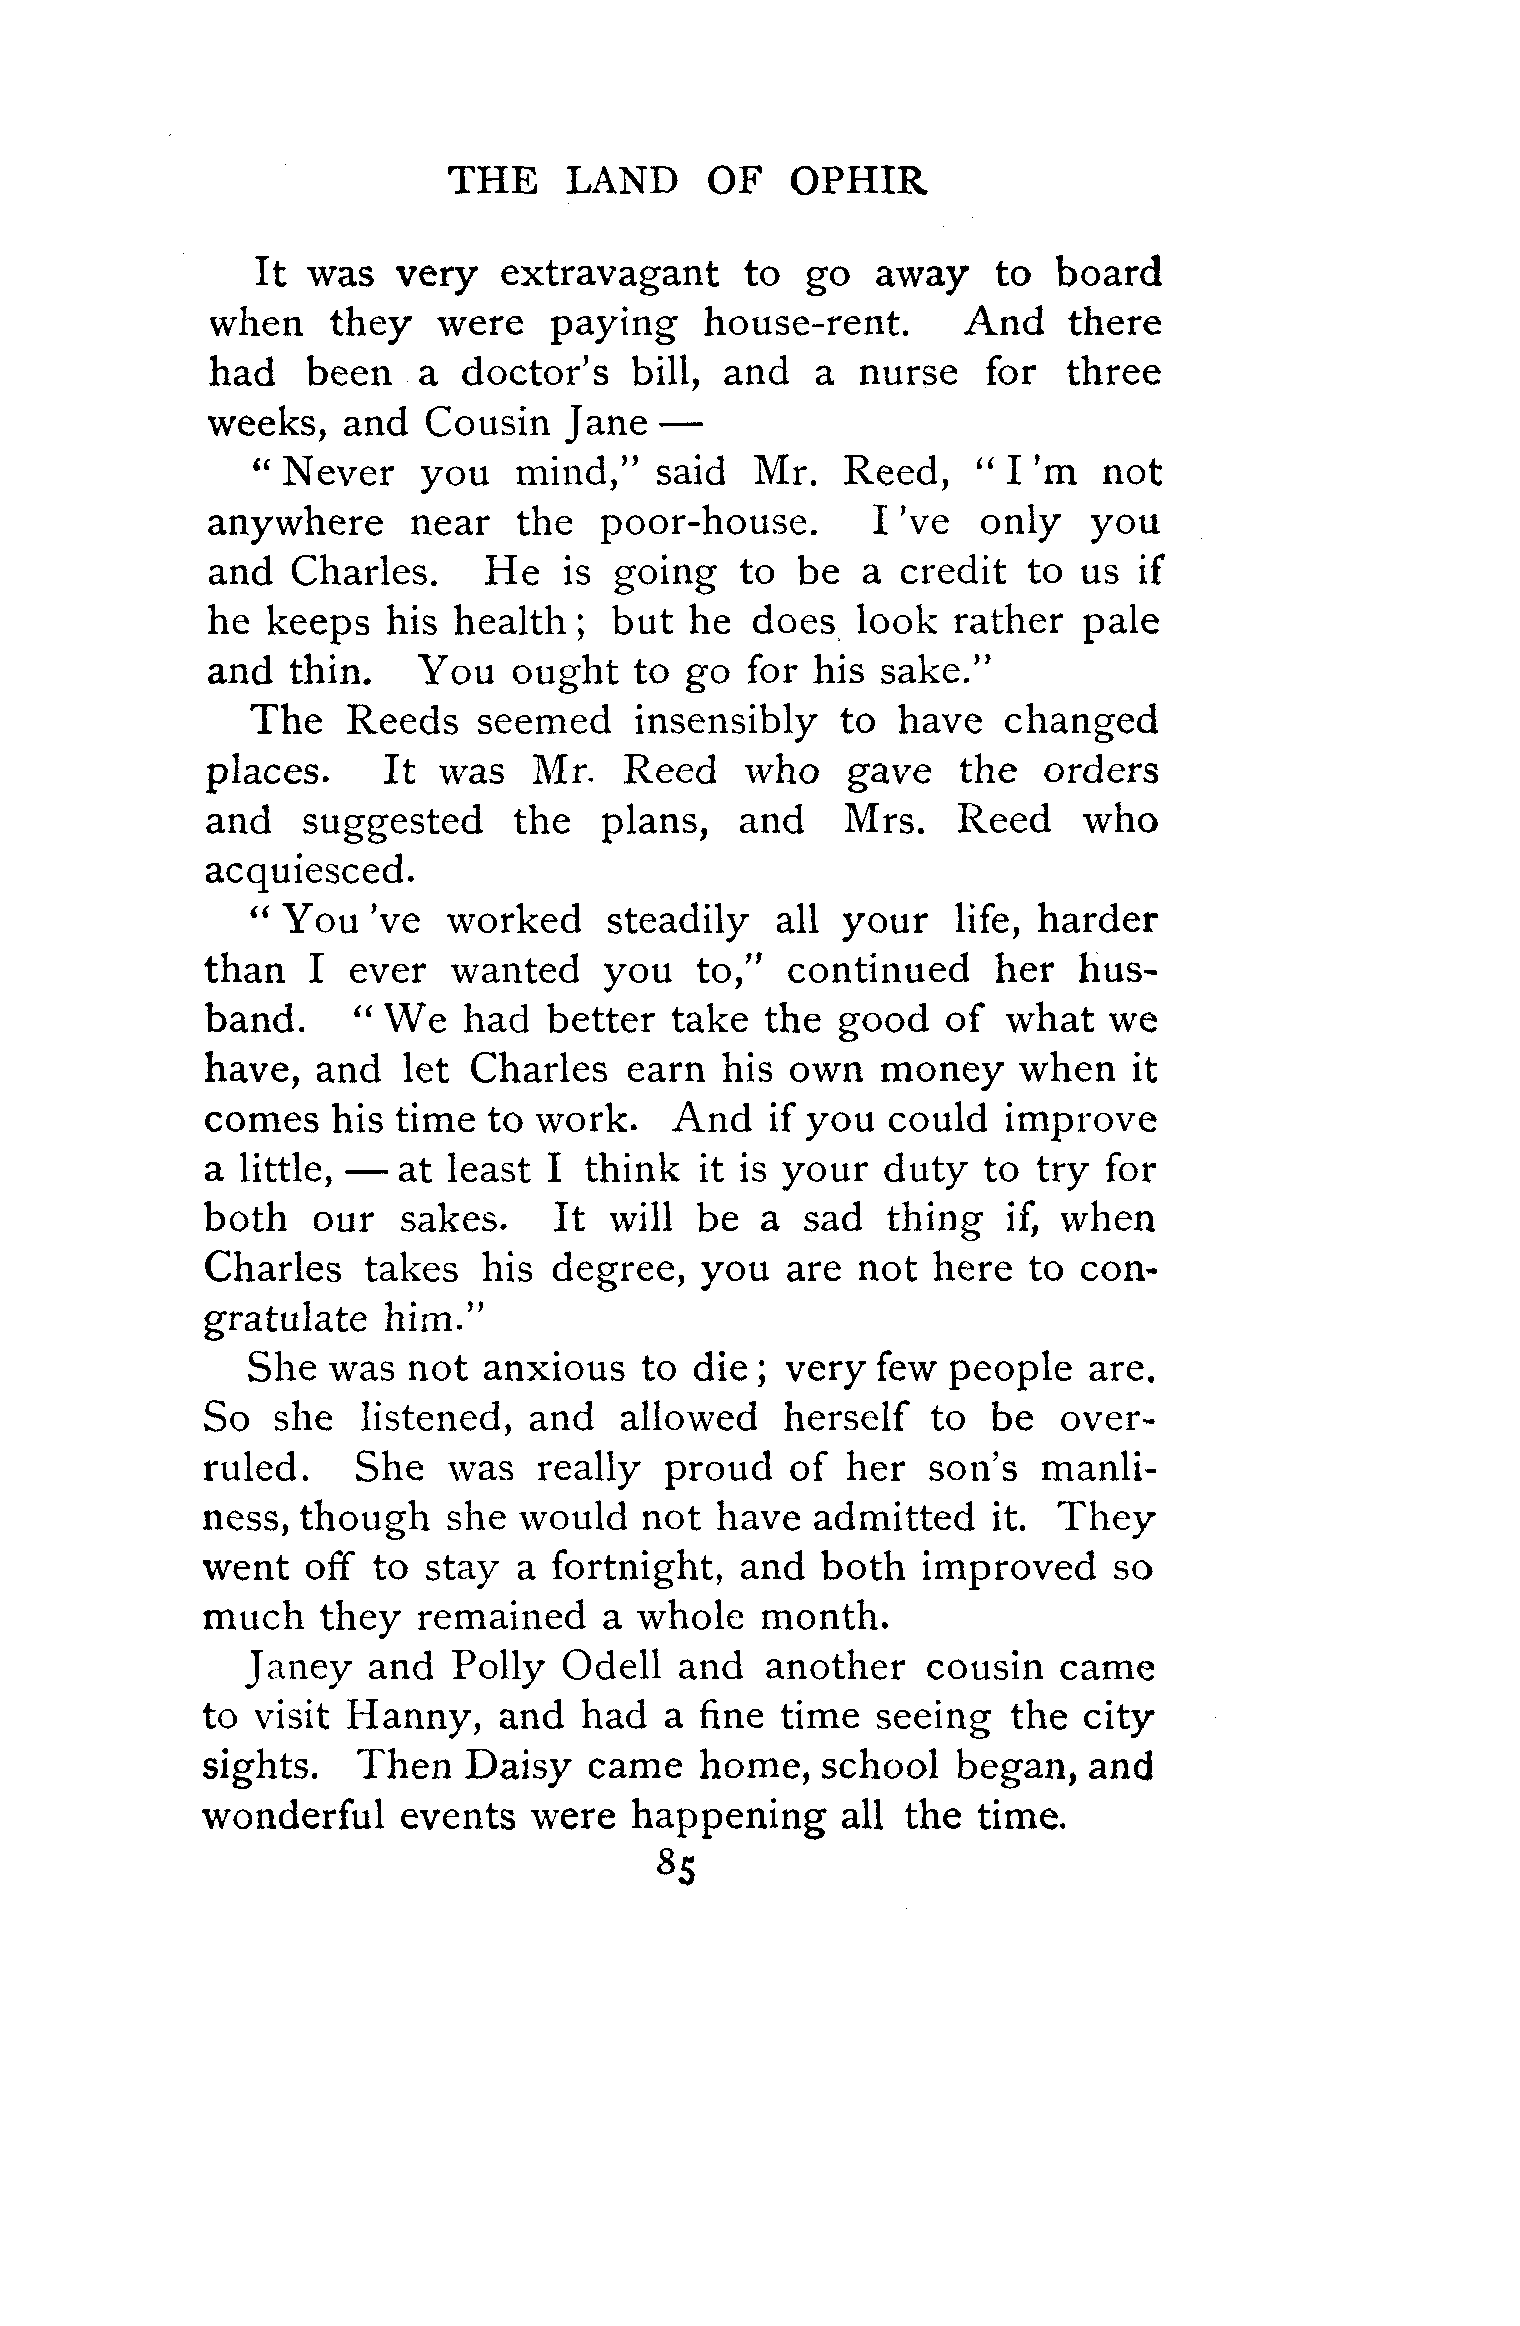 THE LAND OF OPHIR
It was very extravagant to go away to board
when they were paying house-rent. And there
had been a doctor's bill, and a nurse for three
weeks, and Cousin Jane —
" Never you mind," said Mr. Reed, " I 'm not
anywhere near the poor-house. I 've only you
and Charles. He is going to be a credit to us if
he keeps his health; but he does look rather pale
and thin. You ought to go for his sake."
The Reeds seemed insensibly to have changed
places. It was Mr. Reed who gave the orders
and suggested the plans, and Mrs. Reed who
acquiesced.
" You 've worked steadily all your life, harder
than I ever wanted you to," continued her hus-
band. " We had better take the good of what we
have, and let Charles earn his own money when it
comes his time to work. And if you could improve
a little, — at least I think it is your duty to try for
both our sakes. It will be a sad thing if, when
Charles takes his degree, you are not here to con-
gratulate him."
She was not anxious to die; very few people are.
So she listened, and allowed herself to be over-
ruled. She was really proud of her son's manli-
ness, though she would not have admitted it. They
went off to stay a fortnight, and both improved so
much they remained a whole month.
Janey and Polly Odell and another cousin came
to visit Hanny, and had a fine time seeing the city
sights. Then Daisy came home, school began, and
wonderful events were happening all the time.
85